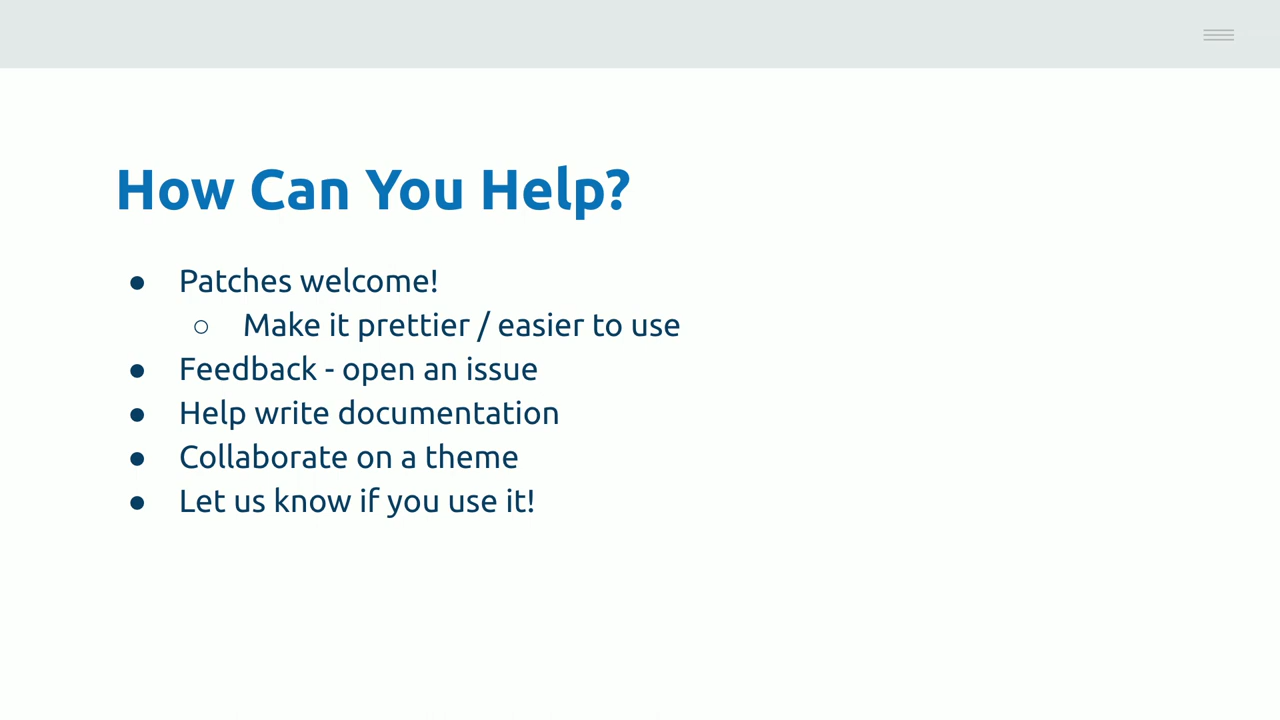 How Can You Help?
● Patches welcome!
○ Make it prettier / easier to use
● Feedback - open an issue
● Help write documentation
● Collaborate on a theme
● Let us know if you use it!